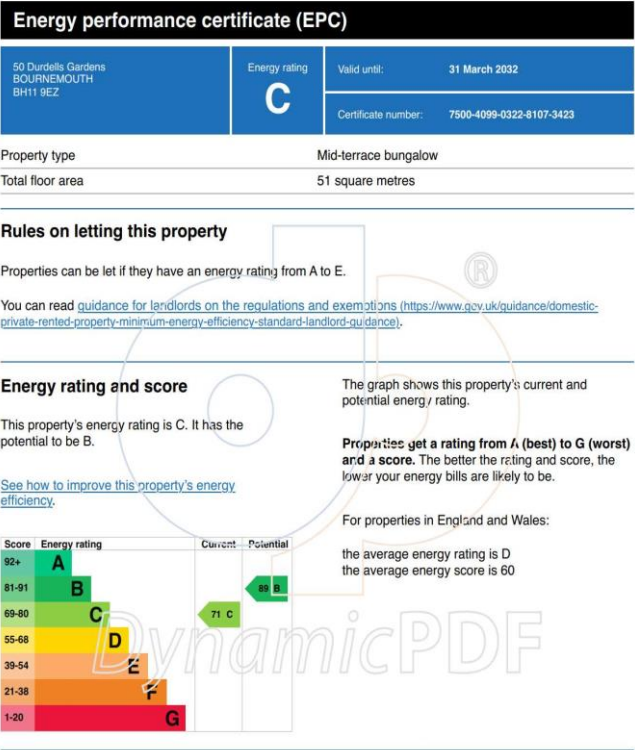 Energy performance certificate (EPC)
50 Durdells Gardens
BOURNEMOUTH
BH11 9EZ
Energy rating
C
Valid until:
31 March 2032
Certificate number:
7500-4099-0322-8107-3423
Property type
Mid-terrace bungalow
Total floor area
51 square metres
Rules on letting this property
Properties can be let if they have an energy rating from A to E.
You can read guidance for landlords on the regulations and exemptions (https://www.gov.uk/guidance/domestic-
private-rented-property-minimum-energy-efficiency-standard-landlord-guidance).
Energy rating and score
This property's energy rating is C. It has the
potential to be B.
See how to improve this property's energy
efficiency.
Score Energy rating Current Potential
92+ A
81-91 B 89 B
69-80 C 71 C
55-68 D
39-54 E
21-38 F
1-20 G
The graph shows this property's current and
potential energy rating.
Properties get a rating from A (best) to G (worst)
and a score. The better the rating and score, the
lower your energy bills are likely to be.
For properties in England and Wales:
the average energy rating is D
the average energy score is 60
®
DynamicPDF